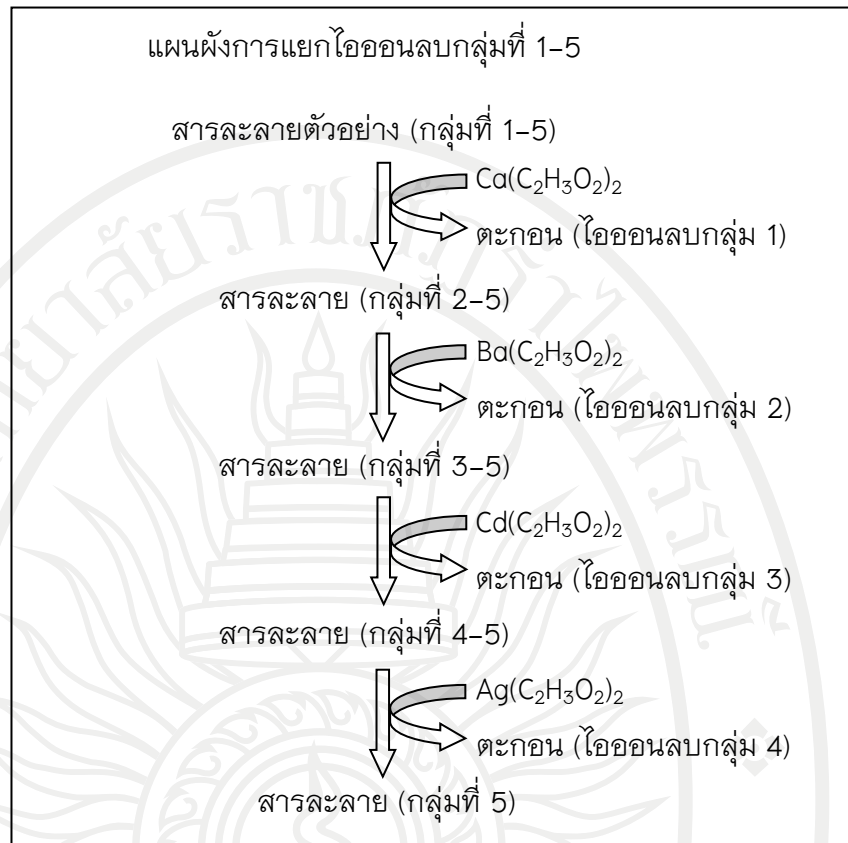 แผนผังการแยกไอออนลบกลุ่มที่ 1–5
สารละลายตัวอย่าง (กลุ่มที่ 1–5)
Ca(C₂H₃O₂)₂
ตะกอน (ไอออนลบกลุ่ม 1)
สารละลาย (กลุ่มที่ 2–5)
Ba(C₂H₃O₂)₂
ตะกอน (ไอออนลบกลุ่ม 2)
สารละลาย (กลุ่มที่ 3–5)
Cd(C₂H₃O₂)₂
ตะกอน (ไอออนลบกลุ่ม 3)
สารละลาย (กลุ่มที่ 4–5)
Ag(C₂H₃O₂)₂
ตะกอน (ไอออนลบกลุ่ม 4)
สารละลาย (กลุ่มที่ 5)